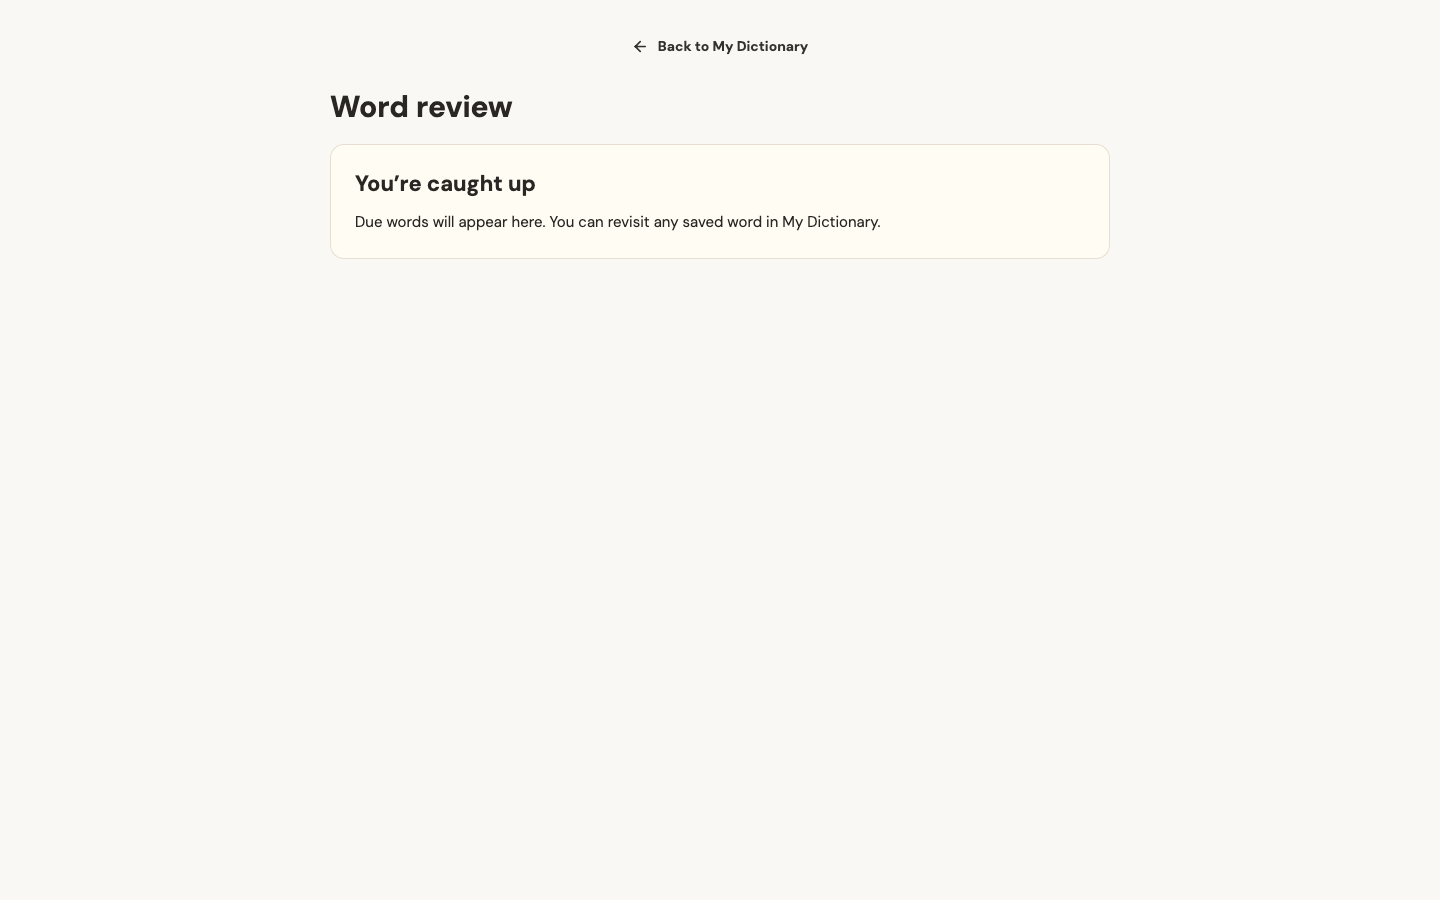 Back to My Dictionary
Word review
You’re caught up
Due words will appear here. You can revisit any saved word in My Dictionary.